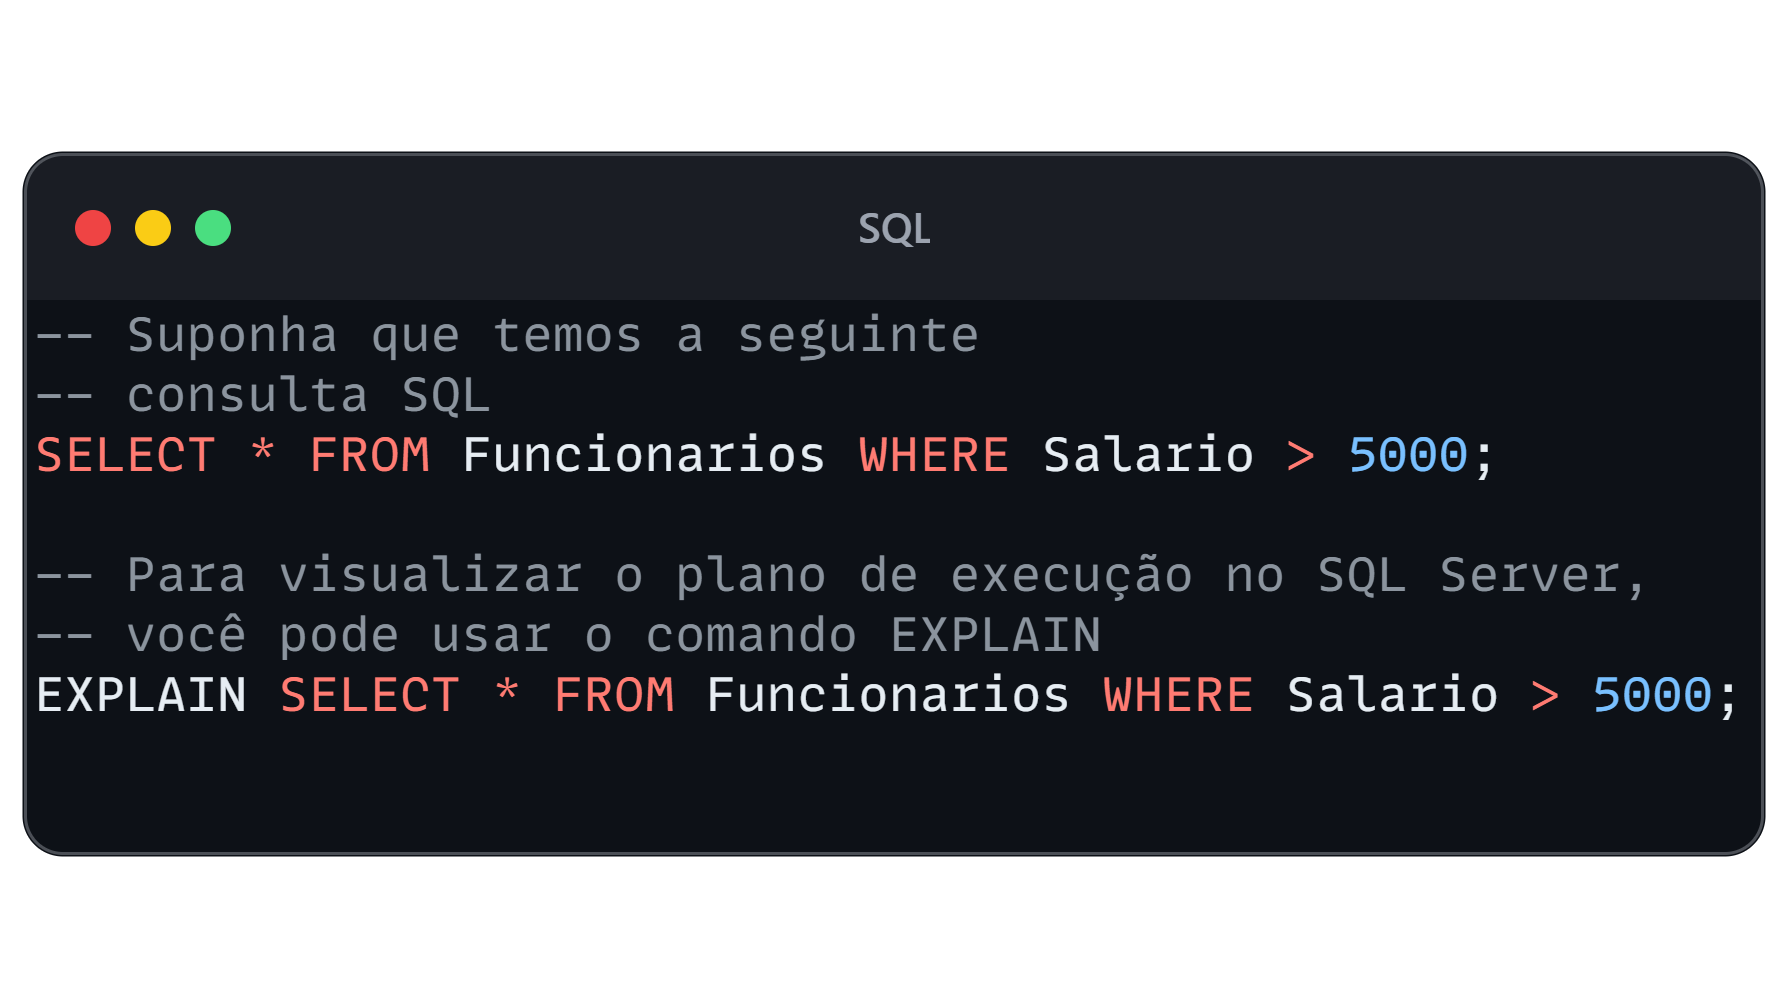 SQL
-- Suponha que temos a seguinte
-- consulta SQL
SELECT * FROM Funcionarios WHERE Salario > 5000;
-- Para visualizar o plano de execução no SQL Server,
-- você pode usar o comando EXPLAIN
EXPLAIN SELECT * FROM Funcionarios WHERE Salario > 5000;